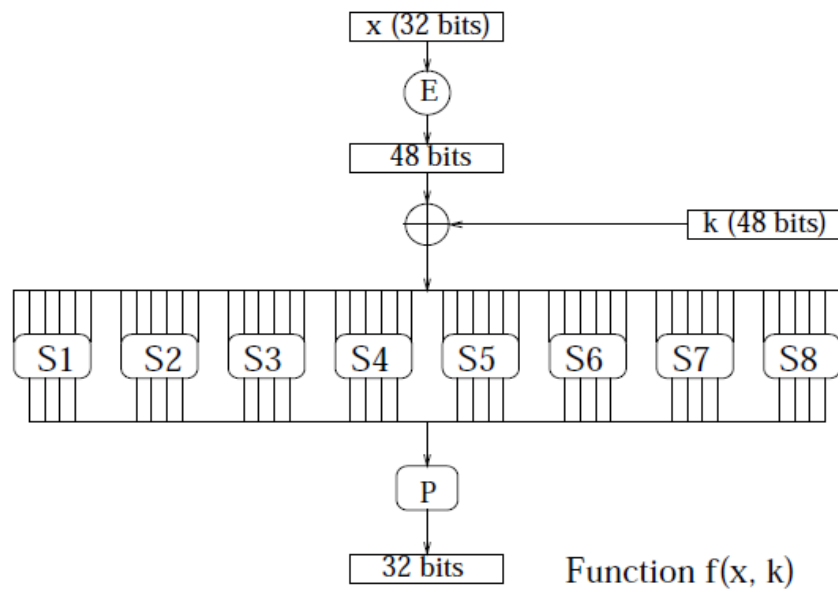 x (32 bits)
E
48 bits
k (48 bits)
S1 S2 S3 S4 S5 S6 S7 S8
P
32 bits
Function f(x, k)